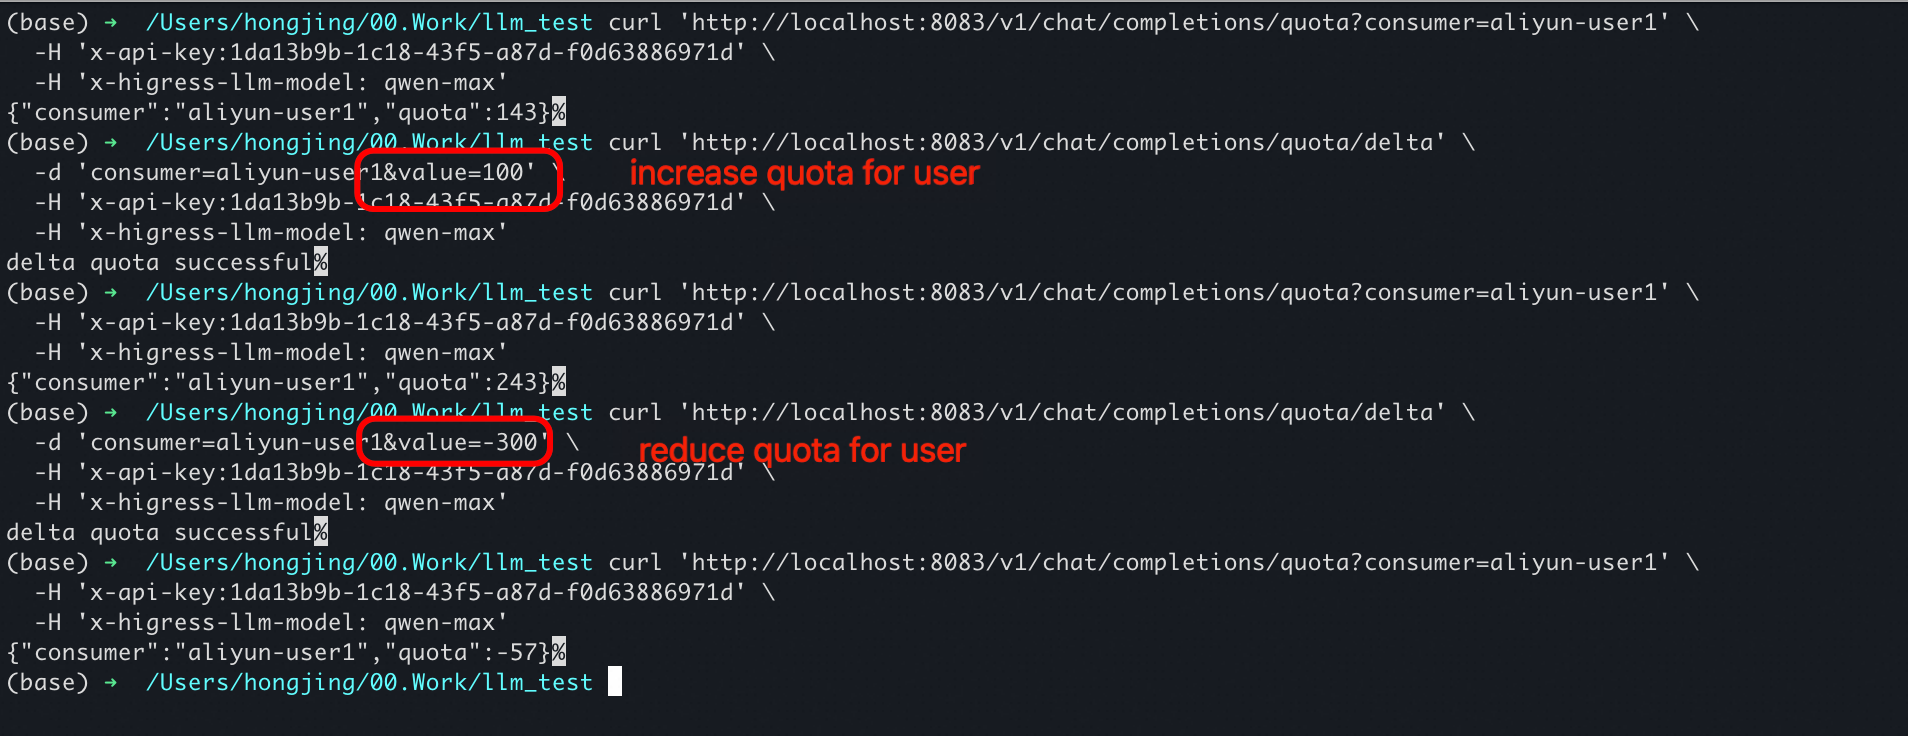 (base) → /Users/hongjing/00.Work/llm_test curl 'http://localhost:8083/v1/chat/completions/quota?consumer=aliyun-user1' \
-H 'x-api-key:1da13b9b-1c18-43f5-a87d-f0d63886971d' \
-H 'x-higress-llm-model: qwen-max'
{"consumer":"aliyun-user1","quota":143}%
(base) → /Users/hongjing/00.Work/llm_test curl 'http://localhost:8083/v1/chat/completions/quota/delta' \
-d 'consumer=aliyun-user1&value=100' \ increase quota for user
-H 'x-api-key:1da13b9b-1c18-43f5-a87d-f0d63886971d' \
-H 'x-higress-llm-model: qwen-max'
delta quota successful%
(base) → /Users/hongjing/00.Work/llm_test curl 'http://localhost:8083/v1/chat/completions/quota?consumer=aliyun-user1' \
-H 'x-api-key:1da13b9b-1c18-43f5-a87d-f0d63886971d' \
-H 'x-higress-llm-model: qwen-max'
{"consumer":"aliyun-user1","quota":243}%
(base) → /Users/hongjing/00.Work/llm_test curl 'http://localhost:8083/v1/chat/completions/quota/delta' \
-d 'consumer=aliyun-user1&value=-300' \ reduce quota for user
-H 'x-api-key:1da13b9b-1c18-43f5-a87d-f0d63886971d' \
-H 'x-higress-llm-model: qwen-max'
delta quota successful%
(base) → /Users/hongjing/00.Work/llm_test curl 'http://localhost:8083/v1/chat/completions/quota?consumer=aliyun-user1' \
-H 'x-api-key:1da13b9b-1c18-43f5-a87d-f0d63886971d' \
-H 'x-higress-llm-model: qwen-max'
{"consumer":"aliyun-user1","quota":-57}%
(base) → /Users/hongjing/00.Work/llm_test